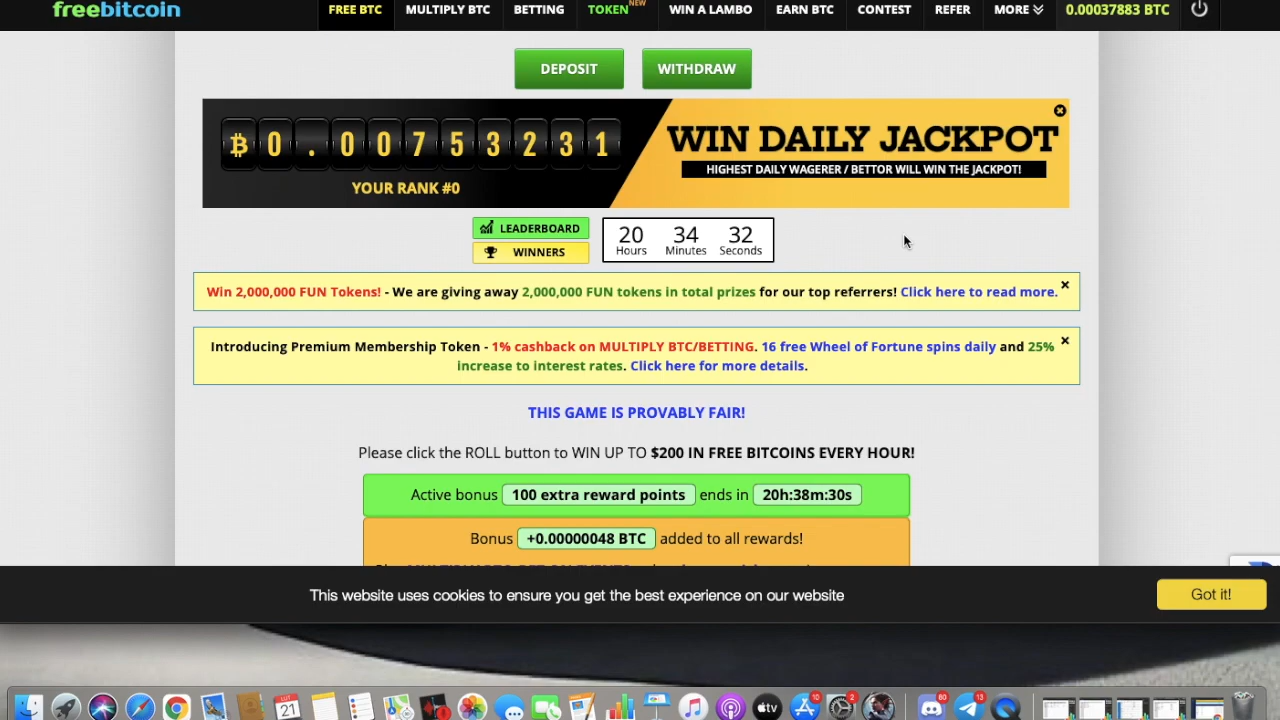 freebitcoin
FREE BTC MULTIPLY BTC BETTING TOKEN NEW WIN A LAMBO EARN BTC CONTEST REFER MORE 0.00037883 BTC
DEPOSIT WITHDRAW
0.00753231
YOUR RANK #0
WIN DAILY JACKPOT
HIGHEST DAILY WAGERER / BETTOR WILL WIN THE JACKPOT!
LEADERBOARD
WINNERS
20 34 32
Hours Minutes Seconds
Win 2,000,000 FUN Tokens! - We are giving away 2,000,000 FUN tokens in total prizes for our top referrers! Click here to read more.
Introducing Premium Membership Token - 1% cashback on MULTIPLY BTC/BETTING. 16 free Wheel of Fortune spins daily and 25%
increase to interest rates. Click here for more details.
THIS GAME IS PROVABLY FAIR!
Please click the ROLL button to WIN UP TO $200 IN FREE BITCOINS EVERY HOUR!
Active bonus 100 extra reward points ends in 20h:38m:30s
Bonus +0.00000048 BTC added to all rewards!
This website uses cookies to ensure you get the best experience on our website
Got it!
21
tv
10
2
60
13